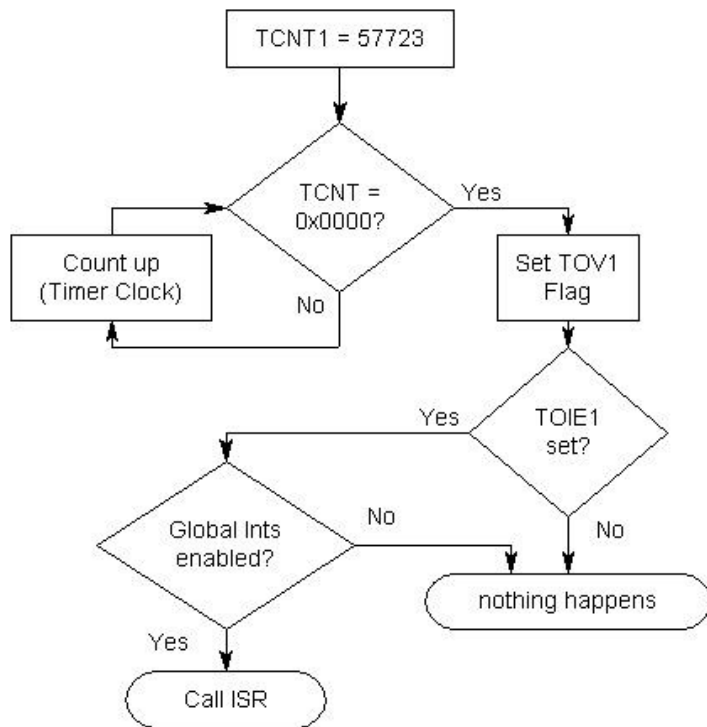 TCNT1 = 57723
TCNT =
0x0000?
Yes
Count up
(Timer Clock)
No
Set TOV1
Flag
Yes
TOIE1
set?
Global Ints
enabled?
No
No
nothing happens
Yes
Call ISR